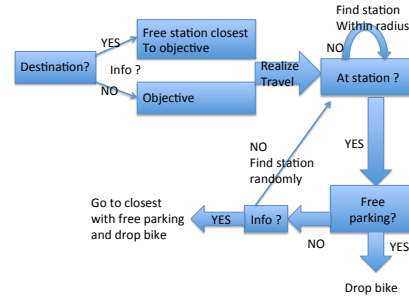 Find station
Within radius
YES
Free station closest
To objective
NO
Destination?
Info ?
Realize
Travel
At station ?
NO
Objective
YES
NO
Find station
randomly
Go to closest
with free parking
and drop bike
YES
Info ?
Free
parking?
NO
YES
Drop bike